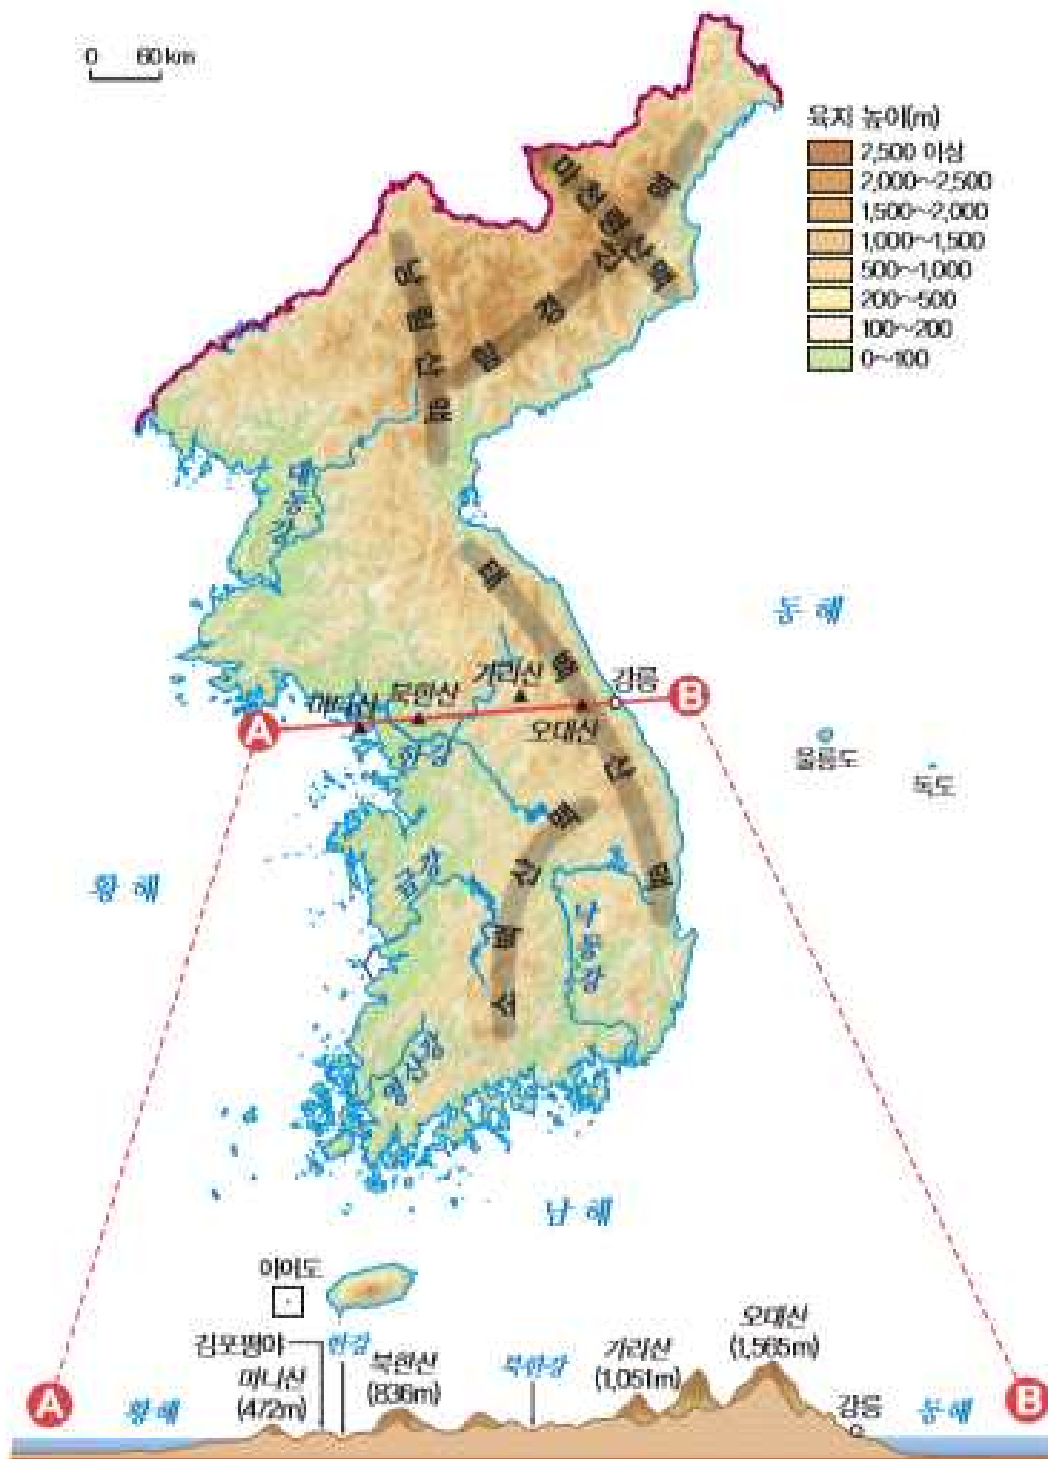 0 60 km
육지 높이(m)
2,500 이상
2,000~2,500
1,500~2,000
1,000~1,500
500~1,000
200~500
100~200
0~100
마천령산맥
함경산맥
낭림산맥
대동강
태백산맥
동해
가리산
마니산
북한산
강릉
A
B
오대산
한강
울릉도
독도
소백산맥
황해
금강
낙동강
영산강
남해
이어도
오대산
(1,565m)
김포평야
한강
북한산
(836m)
가리산
(1,051m)
북한강
마니산
(472m)
A
황해
강릉
동해
B